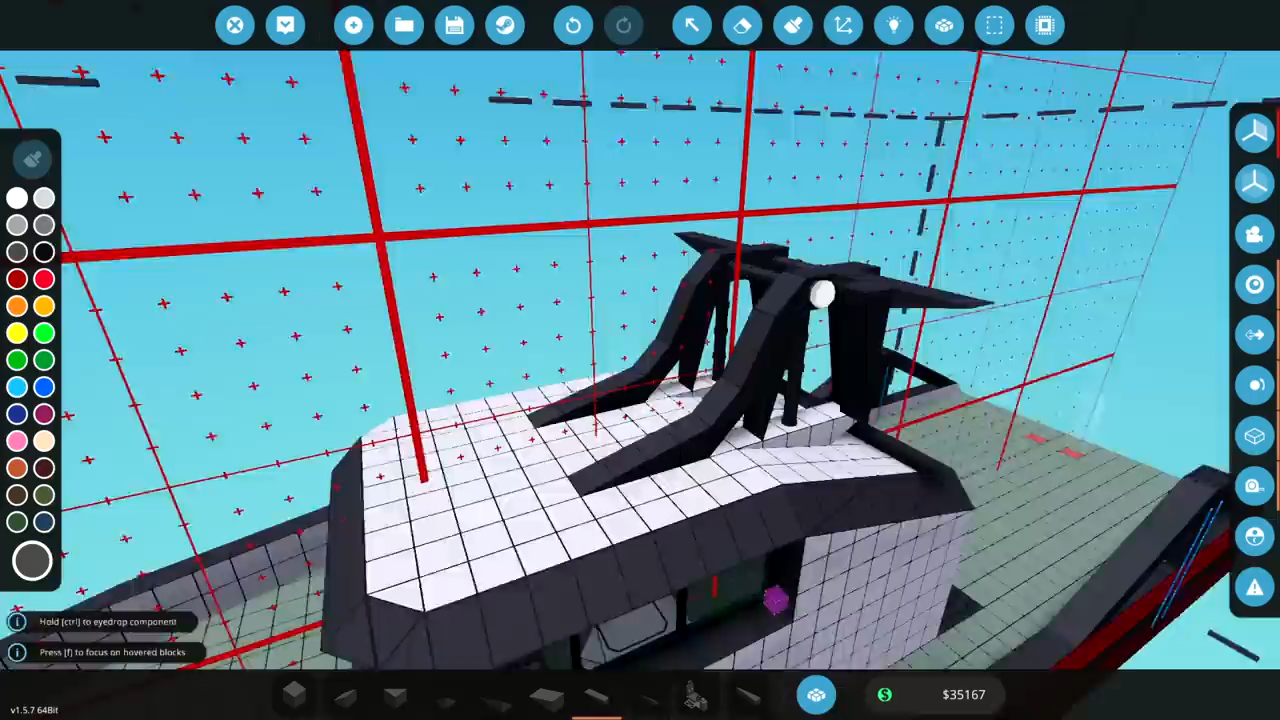 Hold [ctrl] to eyedrop component
Press [f] to focus on hovered blocks
$35167
v1.5.7 64Bit